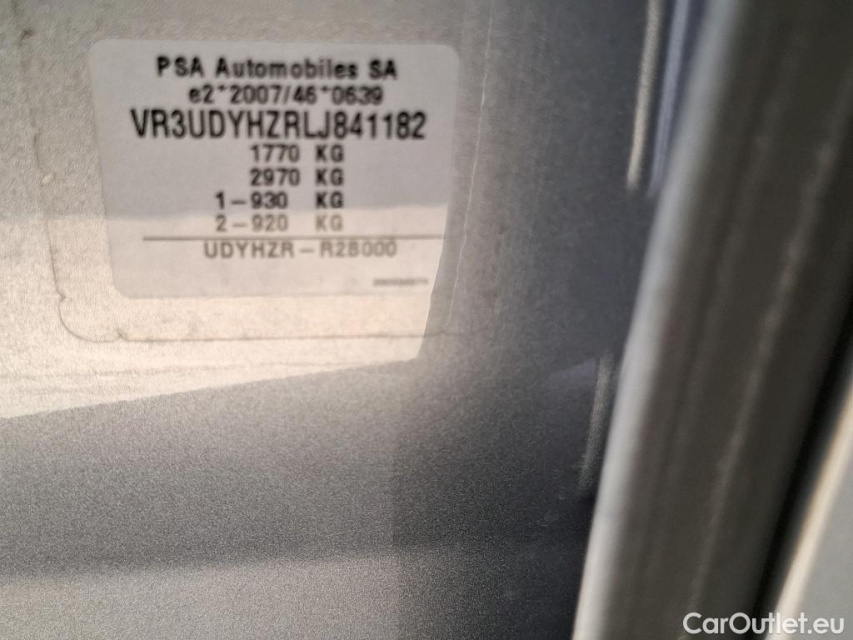 PSA Automobiles SA
e2*2007/46*0639
VR3UDYHZRLJ841182
1770 KG
2970 KG
1-930 KG
2-920 KG
UDYHZR-R2B000
CarOutlet.eu